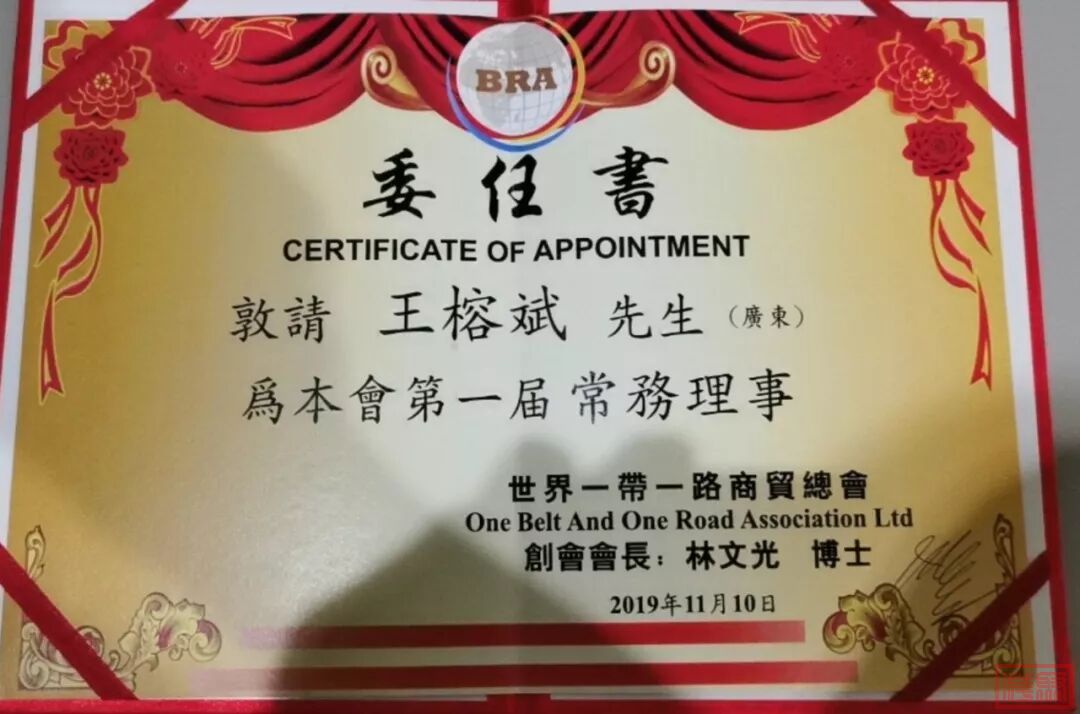 BRA
委任書
CERTIFICATE OF APPOINTMENT
敦請 王榕斌 先生（廣東）
爲本會第一届常務理事
世界一帶一路商貿總會
One Belt And One Road Association Ltd
創會會長：林文光 博士
2019年11月10日